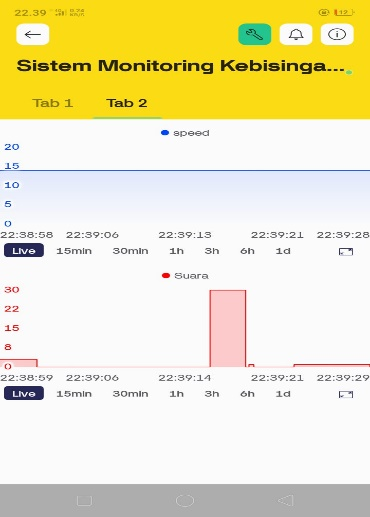 22.39
12
Sistem Monitoring Kebisinga...
Tab 1 Tab 2
speed
20
15
10
5
0
22:38:58 22:39:06 22:39:13 22:39:21 22:39:28
Live 15min 30min 1h 3h 6h 1d
Suara
30
22
15
8
0
22:38:59 22:39:06 22:39:14 22:39:21 22:39:29
Live 15min 30min 1h 3h 6h 1d